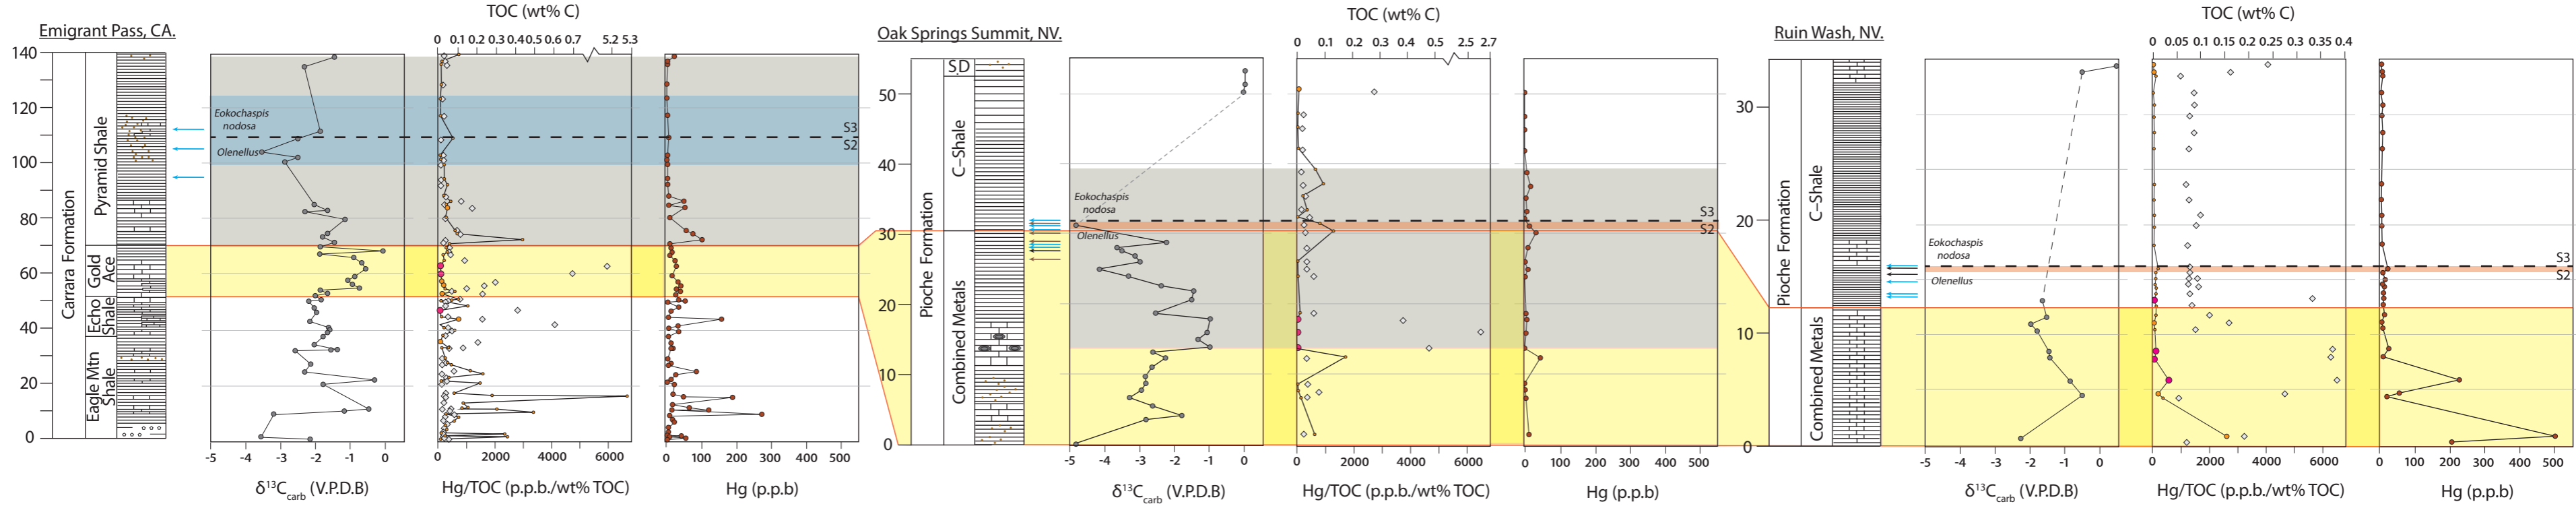 Emigrant Pass, CA.
TOC (wt% C)
0 0.1 0.2 0.3 0.4 0.5 0.6 0.7 5.2 5.3
140
120
100
80
60
40
20
0
Carrara Formation
Pyramid Shale
Gold Ace
Echo Shale
Eagle Mtn Shale
Eokochaspis
nodosa
Olenellus
S3
S2
-5 -4 -3 -2 -1 0
δ13Ccarb (V.P.D.B)
0 2000 4000 6000
Hg/TOC (p.p.b./wt% TOC)
0 100 200 300 400 500
Hg (p.p.b)
Oak Springs Summit, NV.
TOC (wt% C)
0 0.1 0.2 0.3 0.4 0.5 2.5 2.7
50
40
30
20
10
0
Pioche Formation
S.D
C–Shale
Combined Metals
Eokochaspis
nodosa
Olenellus
S3
S2
-5 -4 -3 -2 -1 0
δ13Ccarb (V.P.D.B)
0 2000 4000 6000
Hg/TOC (p.p.b./wt% TOC)
0 100 200 300 400 500
Hg (p.p.b)
Ruin Wash, NV.
TOC (wt% C)
0 0.05 0.1 0.15 0.2 0.25 0.3 0.35 0.4
30
20
10
0
Pioche Formation
C–Shale
Combined Metals
Eokochaspis
nodosa
Olenellus
S3
S2
-5 -4 -3 -2 -1 0
δ13Ccarb (V.P.D.B)
0 2000 4000 6000
Hg/TOC (p.p.b./wt% TOC)
0 100 200 300 400 500
Hg (p.p.b)